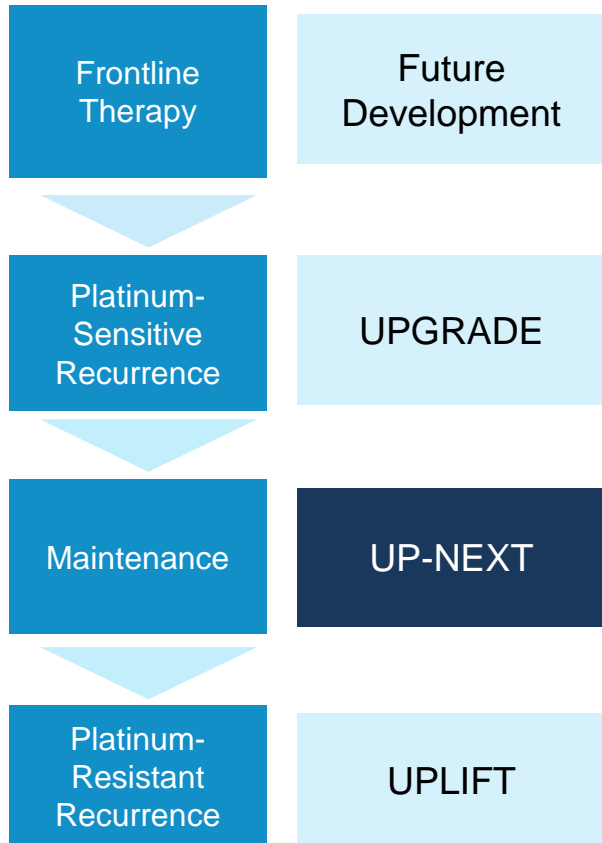 Frontline
Therapy
Future
Development
Platinum-
Sensitive
Recurrence
UPGRADE
Maintenance
UP-NEXT
Platinum-
Resistant
Recurrence
UPLIFT